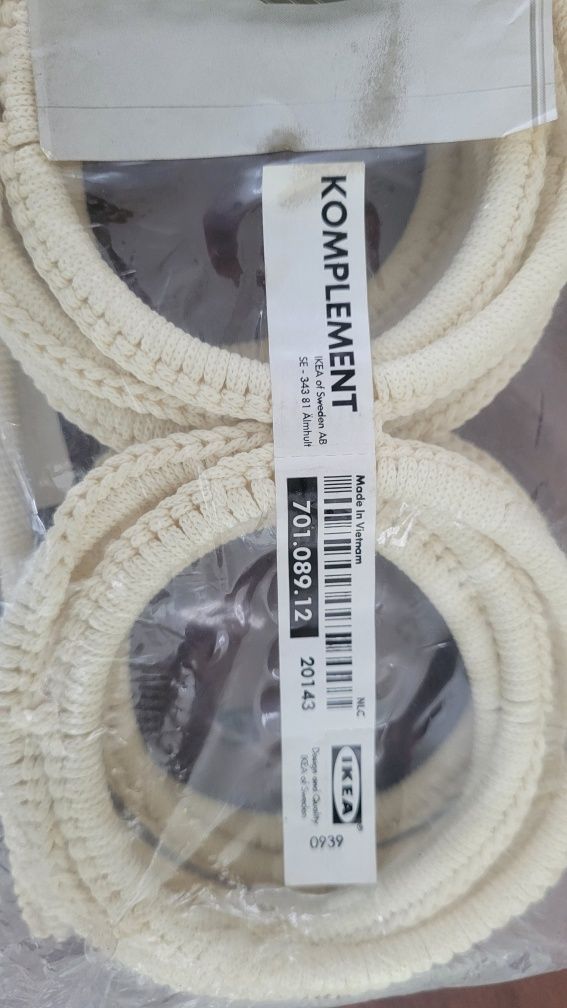 KOMPLEMENT
IKEA of Sweden AB
SE - 343 81 Älmhult
Made in Vietnam
NLC
701.089.12
20143
IKEA®
Design and Quality
IKEA of Sweden
0939